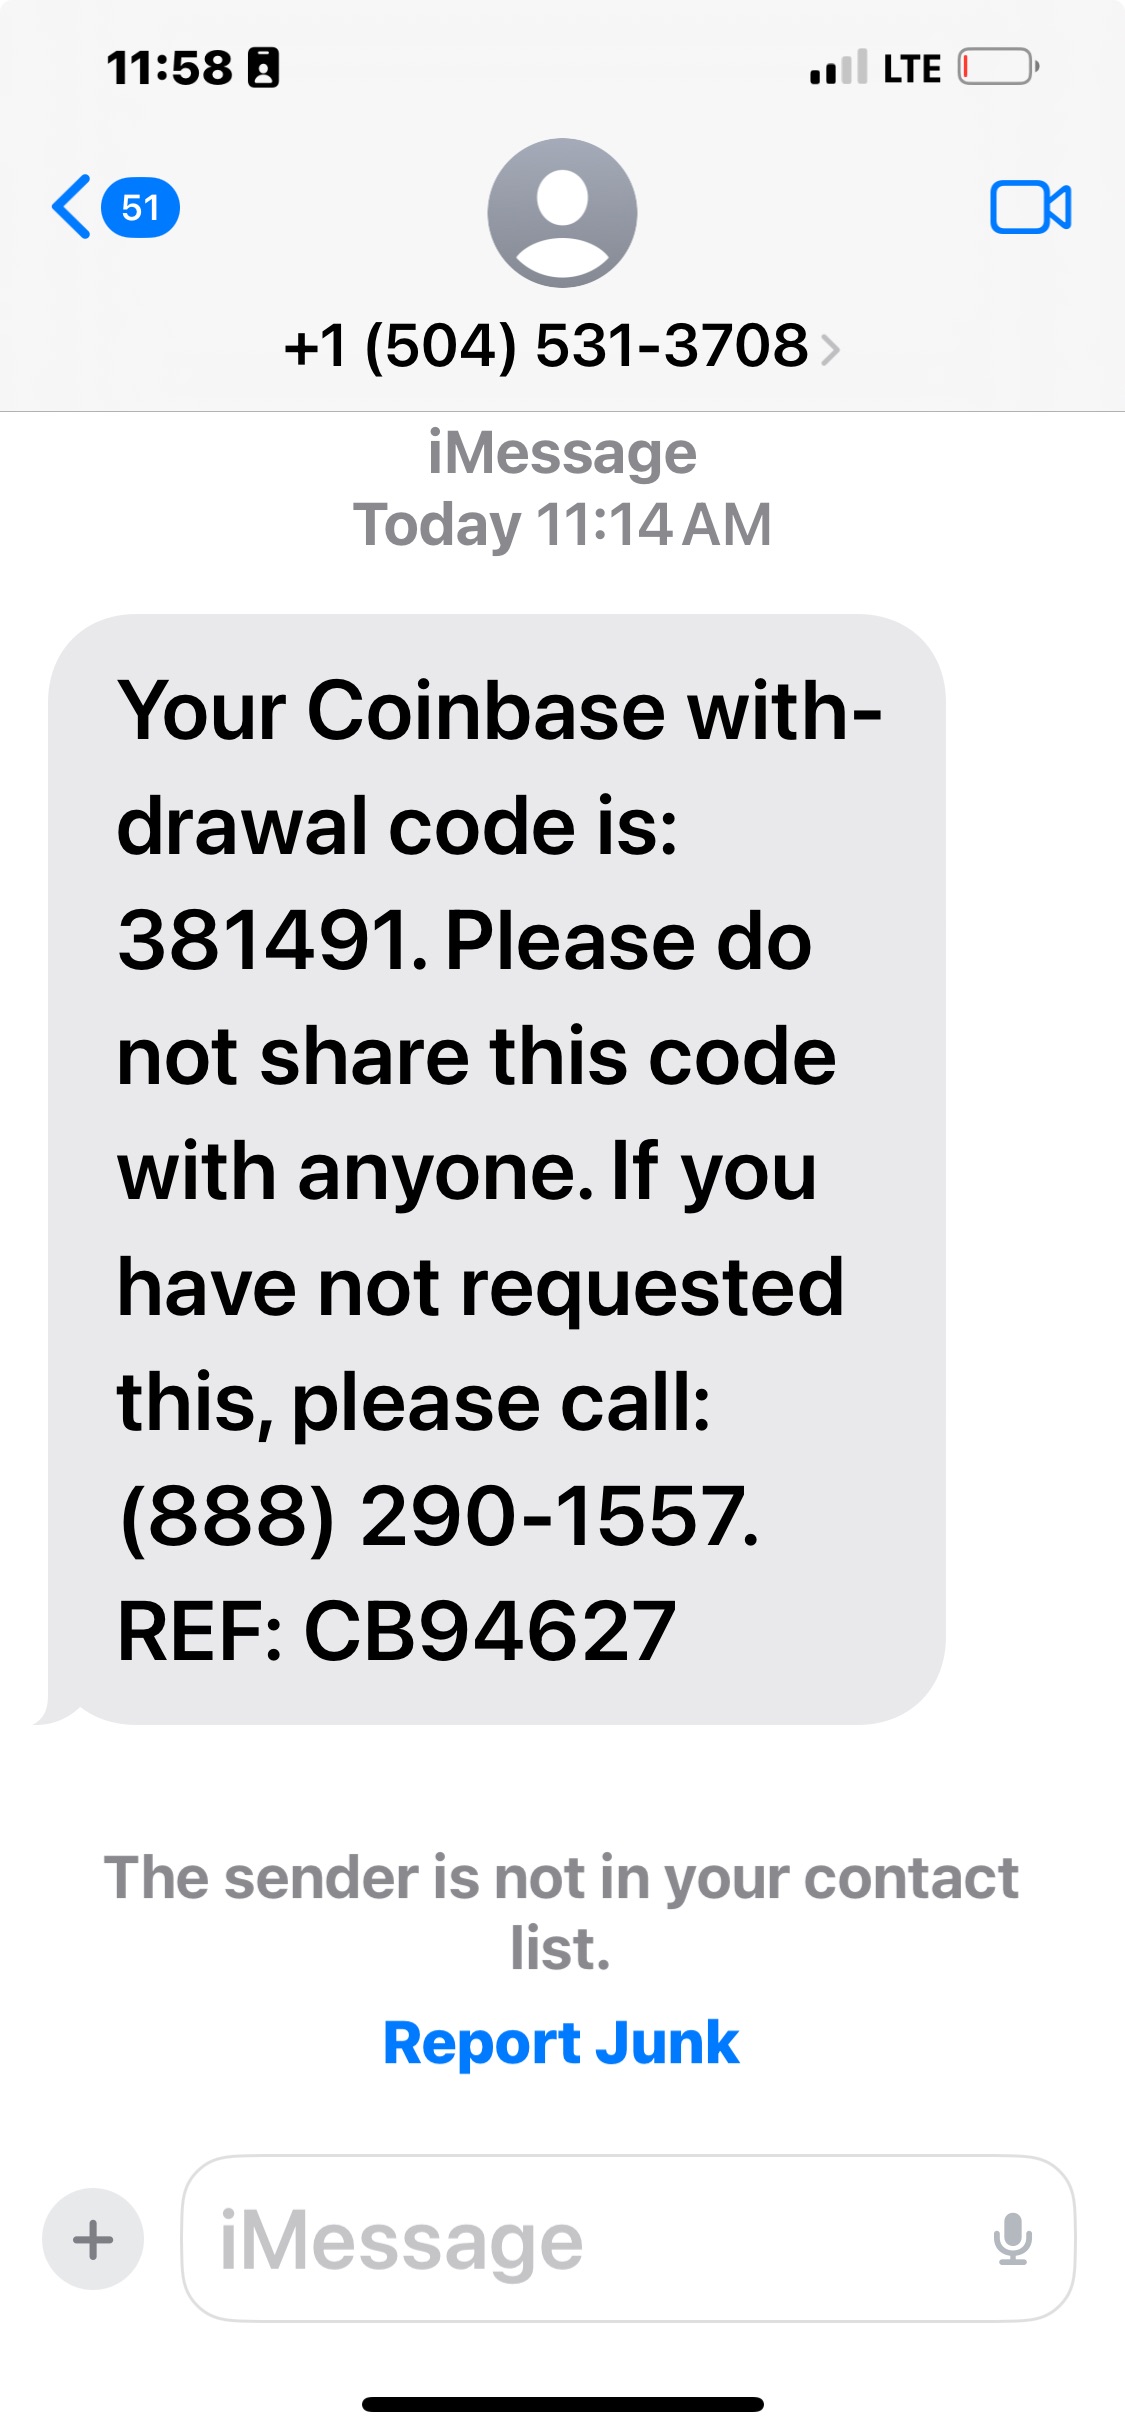 11:58 LTE
51
+1 (504) 531-3708
iMessage
Today 11:14 AM
Your Coinbase with-
drawal code is:
381491. Please do
not share this code
with anyone. If you
have not requested
this, please call:
(888) 290-1557.
REF: CB94627
The sender is not in your contact
list.
Report Junk
iMessage